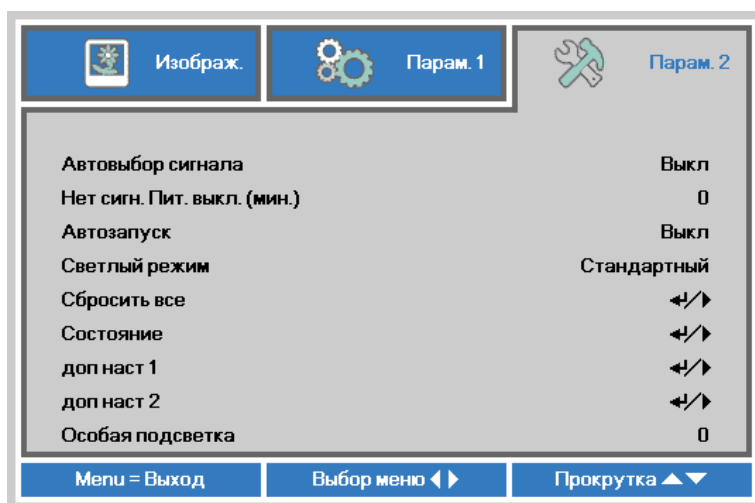 Изображ. Парам. 1 Парам. 2
Автовыбор сигнала Выкл
Нет сигн. Пит. выкл. (мин.) 0
Автозапуск Выкл
Светлый режим Стандартный
Сбросить все ↵/▶
Состояние ↵/▶
доп наст 1 ↵/▶
доп наст 2 ↵/▶
Особая подсветка 0
Menu = Выход Выбор меню ◀▶ Прокрутка ▲▼